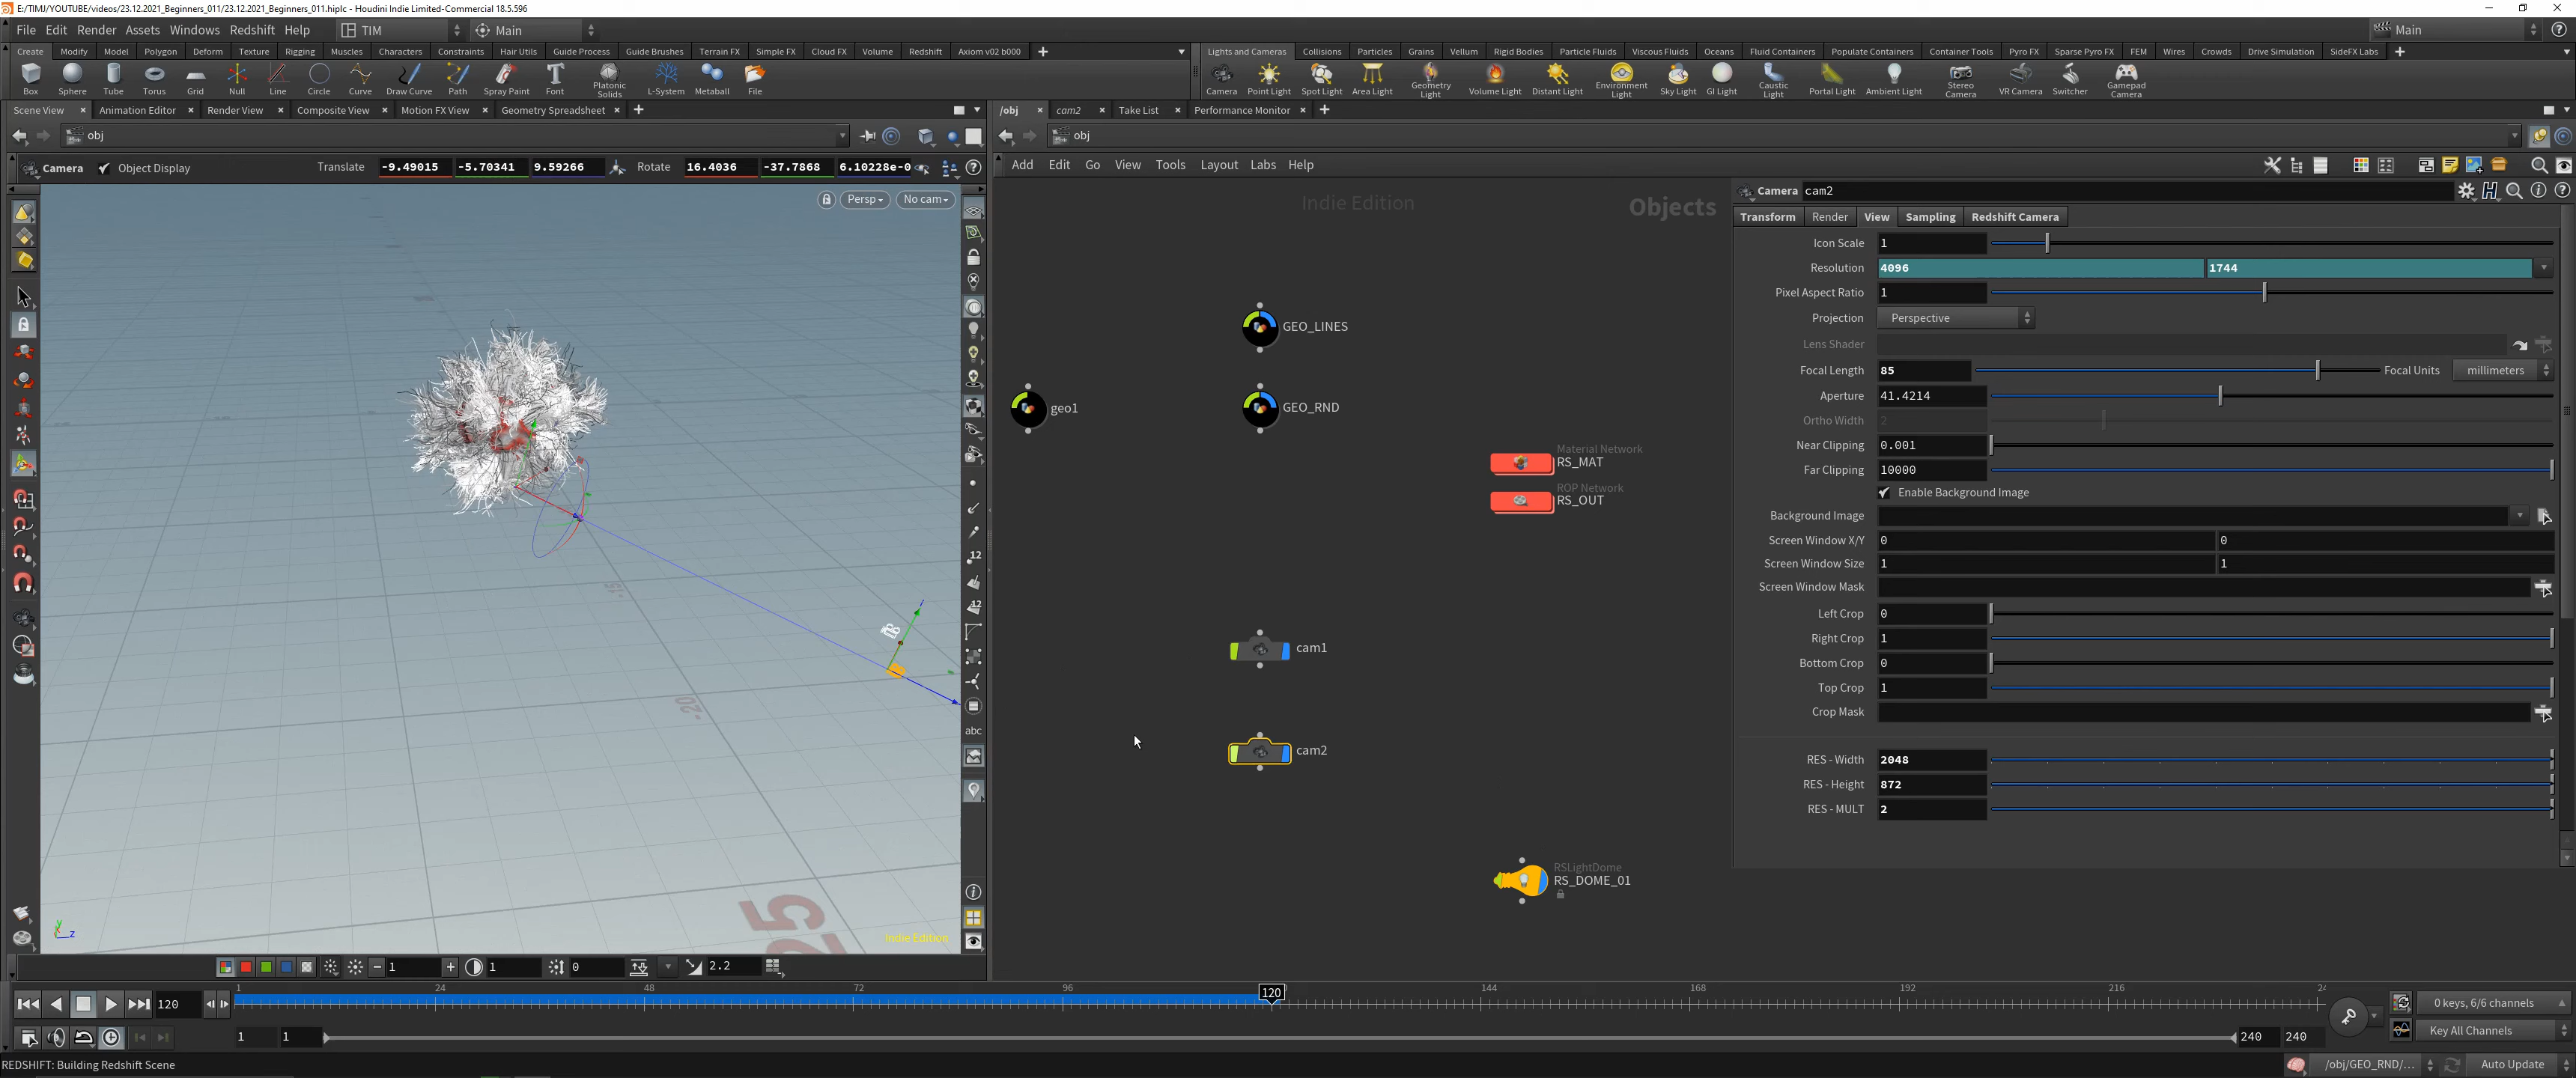 E:/TIMJ/YOUTUBE/videos/23.12.2021_Beginners_011/23.12.2021_Beginners_011.hiplc - Houdini Indie Limited-Commercial 18.5.596
File Edit Render Assets Windows Redshift Help TIM Main Main
Create Modify Model Polygon Deform Texture Rigging Muscles Characters Constraints Hair Utils Guide Process Guide Brushes Terrain FX Simple FX Cloud FX Volume Redshift Axiom v02 b000
Lights and Cameras Collisions Particles Grains Vellum Rigid Bodies Particle Fluids Viscous Fluids Oceans Fluid Containers Populate Containers Container Tools Pyro FX Sparse Pyro FX FEM Wires Crowds Drive Simulation SideFX Labs
Box Sphere Tube Torus Grid Null Line Circle Curve Draw Curve Path Spray Paint Font Platonic Solids L-System Metaball File
Camera Point Light Spot Light Area Light Geometry Light Volume Light Distant Light Environment Light Sky Light GI Light Caustic Light Portal Light Ambient Light Stereo Camera VR Camera Switcher Gamepad Camera
Scene View Animation Editor Render View Composite View Motion FX View Geometry Spreadsheet
/obj cam2 Take List Performance Monitor
obj
obj
Camera Object Display Translate -9.49015 -5.70341 9.59266 Rotate 16.4036 -37.7868 6.10228e-0
Add Edit Go View Tools Layout Labs Help
Persp No cam
Indie Edition
Objects
GEO_LINES
geo1
GEO_RND
Material Network
RS_MAT
ROP Network
RS_OUT
cam1
cam2
RSLightDome
RS_DOME_01
Camera cam2
Transform Render View Sampling Redshift Camera
Icon Scale 1
Resolution 4096 1744
Pixel Aspect Ratio 1
Projection Perspective
Lens Shader
Focal Length 85 Focal Units millimeters
Aperture 41.4214
Ortho Width 2
Near Clipping 0.001
Far Clipping 10000
Enable Background Image
Background Image
Screen Window X/Y 0 0
Screen Window Size 1 1
Screen Window Mask
Left Crop 0
Right Crop 1
Bottom Crop 0
Top Crop 1
Crop Mask
RES - Width 2048
RES - Height 872
RES - MULT 2
12
12
abc
Indie Edition
1 1 0 2.2
120 1 24 48 72 96 120 144 168 192 216 24
0 keys, 6/6 channels
1 1 240 240
Key All Channels
REDSHIFT: Building Redshift Scene
/obj/GEO_RND/... Auto Update